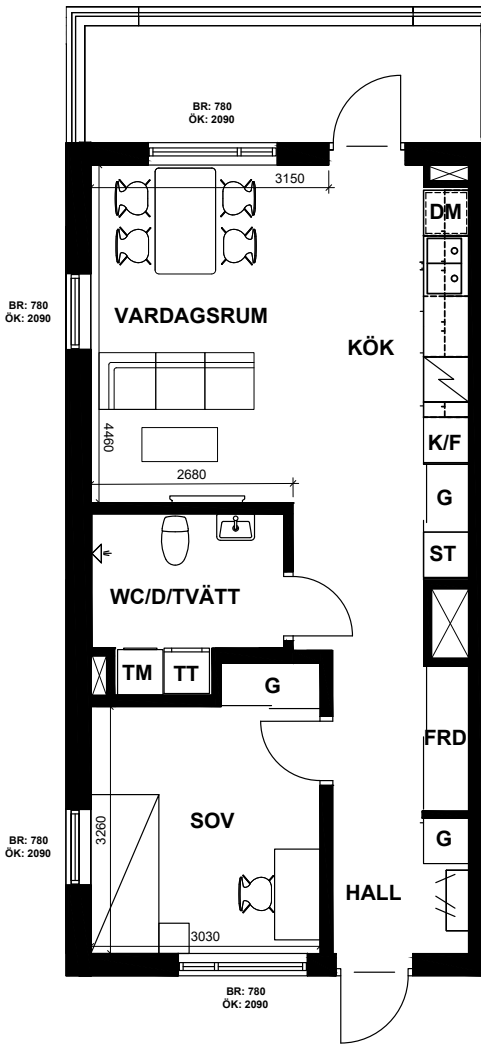 BR: 780
ÖK: 2090
3150
DM
BR: 780
ÖK: 2090
VARDAGSRUM
KÖK
4460
K/F
2680
G
ST
WC/D/TVÄTT
TM
TT
G
FRD
3260
SOV
BR: 780
ÖK: 2090
G
HALL
3030
BR: 780
ÖK: 2090